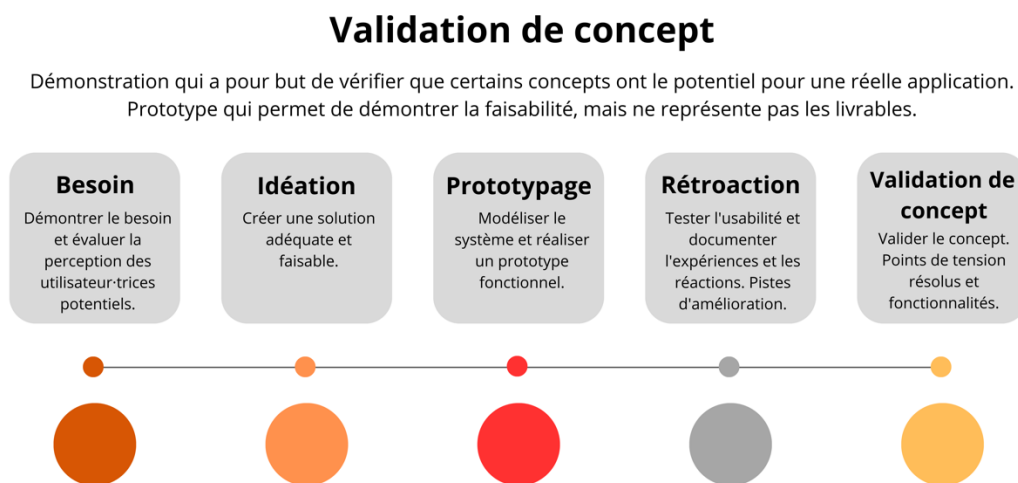 Validation de concept
Démonstration qui a pour but de vérifier que certains concepts ont le potentiel pour une réelle application.
Prototype qui permet de démontrer la faisabilité, mais ne représente pas les livrables.
Besoin
Démontrer le besoin
et évaluer la
perception des
utilisateur·trices
potentiels.
Idéation
Créer une solution
adéquate et
faisable.
Prototypage
Modéliser le
système et réaliser
un prototype
fonctionnel.
Rétroaction
Tester l'usabilité et
documenter
l'expériences et les
réactions. Pistes
d'amélioration.
Validation de
concept
Valider le concept.
Points de tension
résolus et
fonctionnalités.